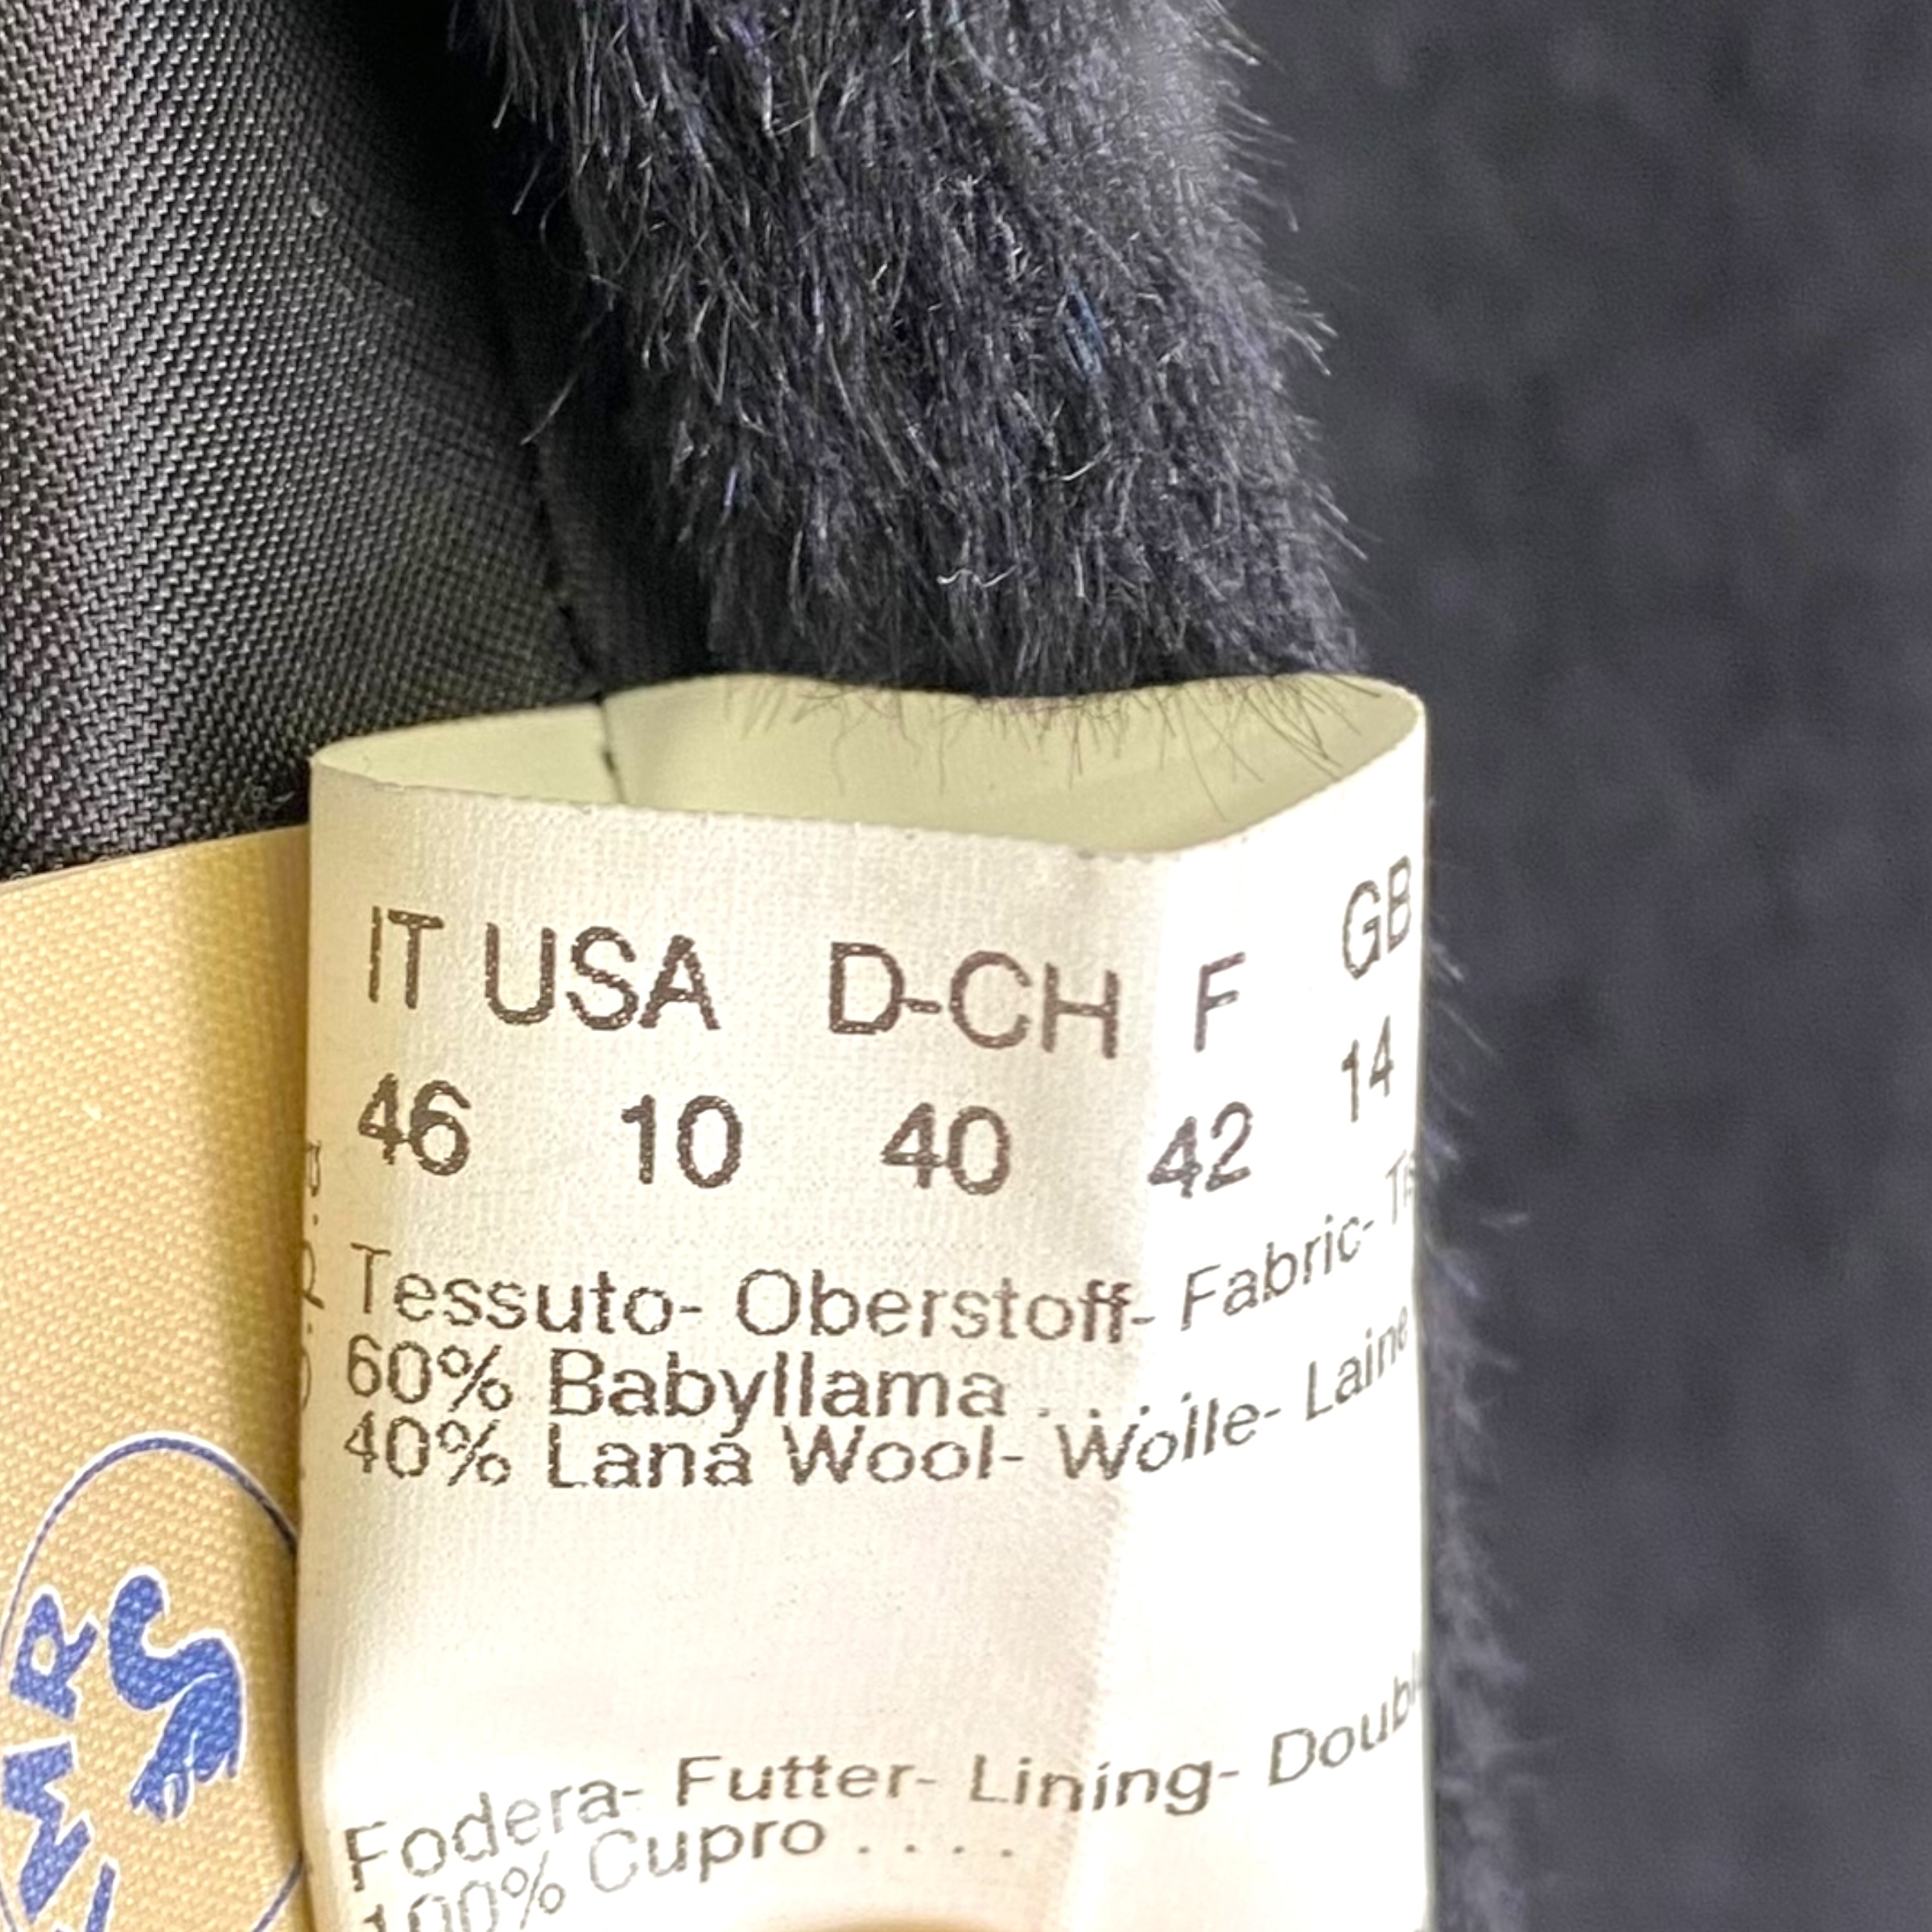 IT USA D-CH F GB
46 10 40 42 14
Tessuto- Oberstoff- Fabric-
60% Babyllama . . . .
40% Lana Wool- Wolle- Laine
Fodera- Futter- Lining-
100% Cupro . . . .